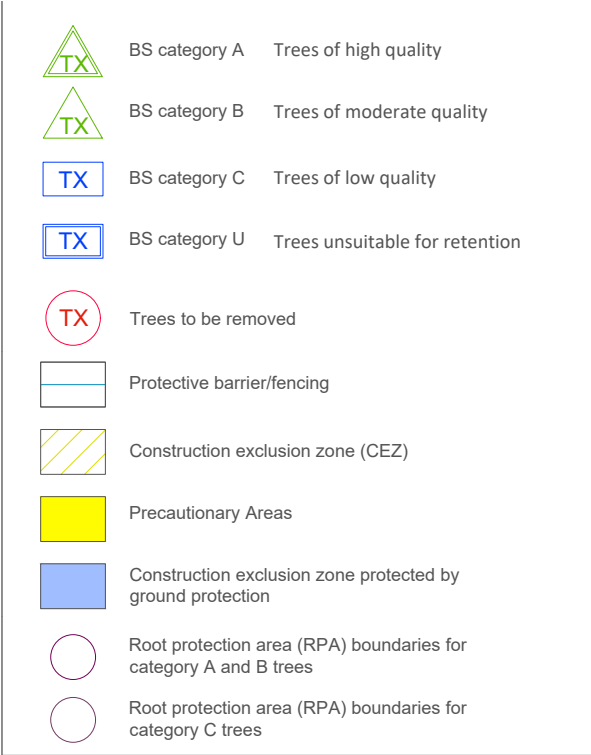 TX BS category A Trees of high quality
TX BS category B Trees of moderate quality
TX BS category C Trees of low quality
TX BS category U Trees unsuitable for retention
TX Trees to be removed
Protective barrier/fencing
Construction exclusion zone (CEZ)
Precautionary Areas
Construction exclusion zone protected by
ground protection
Root protection area (RPA) boundaries for
category A and B trees
Root protection area (RPA) boundaries for
category C trees